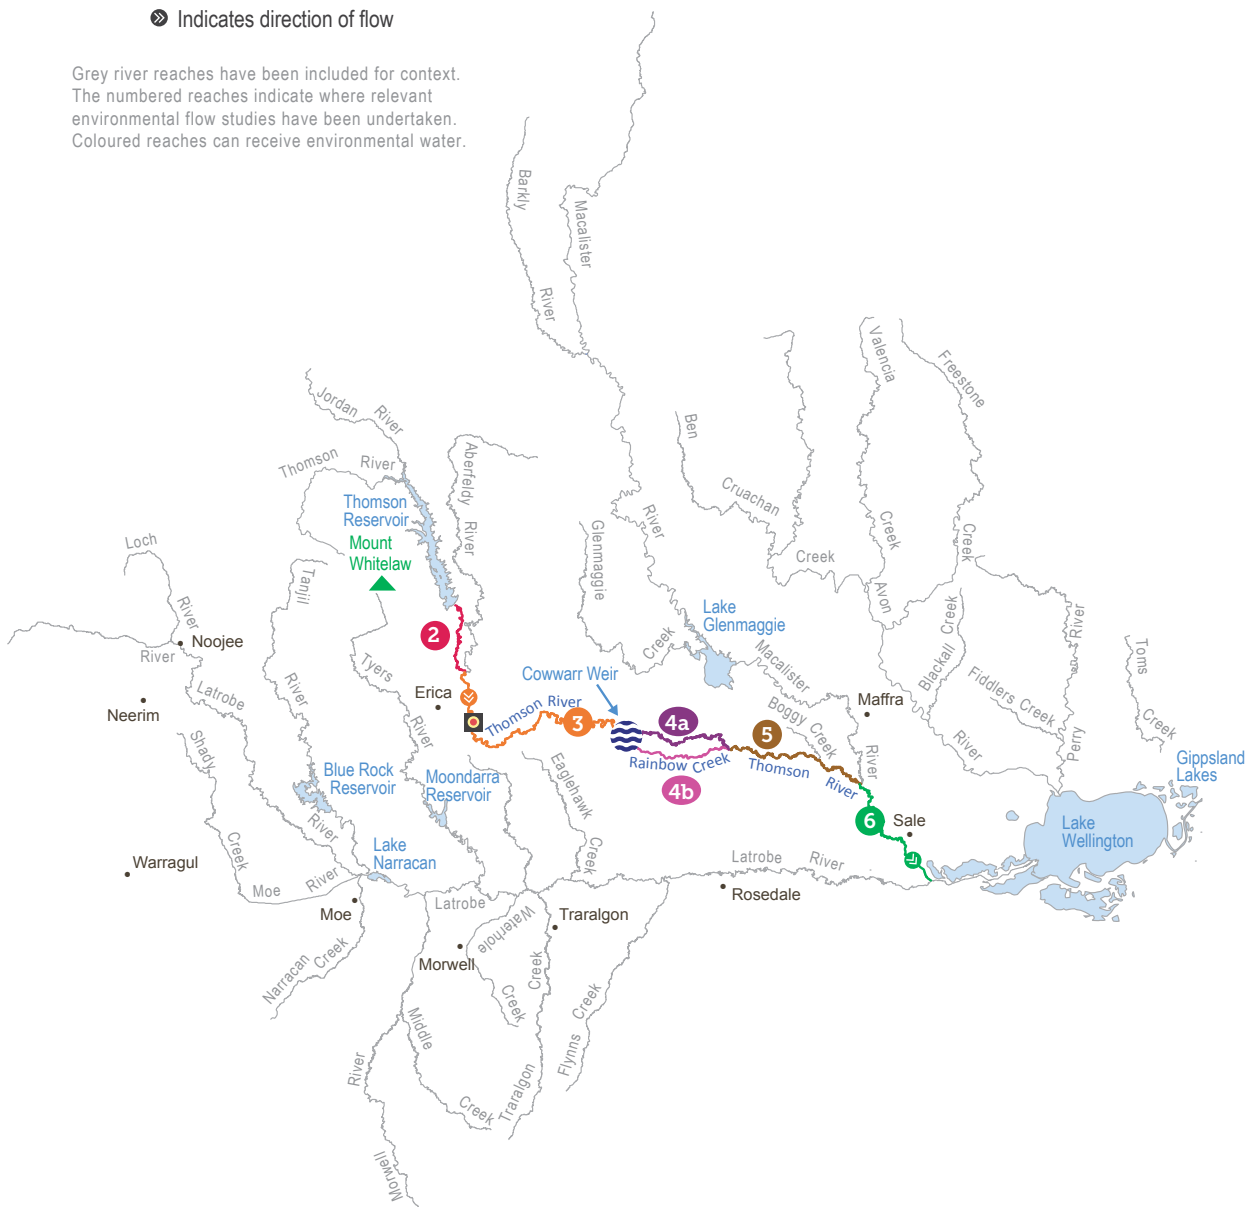 Indicates direction of flow
Grey river reaches have been included for context.
The numbered reaches indicate where relevant
environmental flow studies have been undertaken.
Coloured reaches can receive environmental water.
Barkly
River
Macalister
River
Jordan
River
Thomson
River
Thomson
Reservoir
Mount
Whitelaw
Aberfeldy
River
Loch
River
Noojee
River
Tanjil
River
Latrobe
River
Neerim
Shady
Creek
Tyers
River
Erica
2
Thomson River
3
Cowwarr Weir
4a
4b
Rainbow Creek
5
Thomson
River
6
Glenmaggie
Creek
Lake
Glenmaggie
Macalister
River
Boggy
Creek
Maffra
Ben
Cruachan
Creek
Valencia
Creek
Freestone
Creek
Avon
River
Blackall Creek
Fiddlers Creek
Perry
River
Toms
Creek
Gippsland
Lakes
Lake
Wellington
Sale
Blue Rock
Reservoir
Moondarra
Reservoir
Eaglehawk
Creek
Lake
Narracan
Warragul
Moe
River
Moe
Narracan
Creek
Latrobe
Latrobe
River
Rosedale
Morwell
Waterhole
Creek
Traralgon
Traralgon
Creek
Flynns
Creek
Middle
Creek
Morwell
River